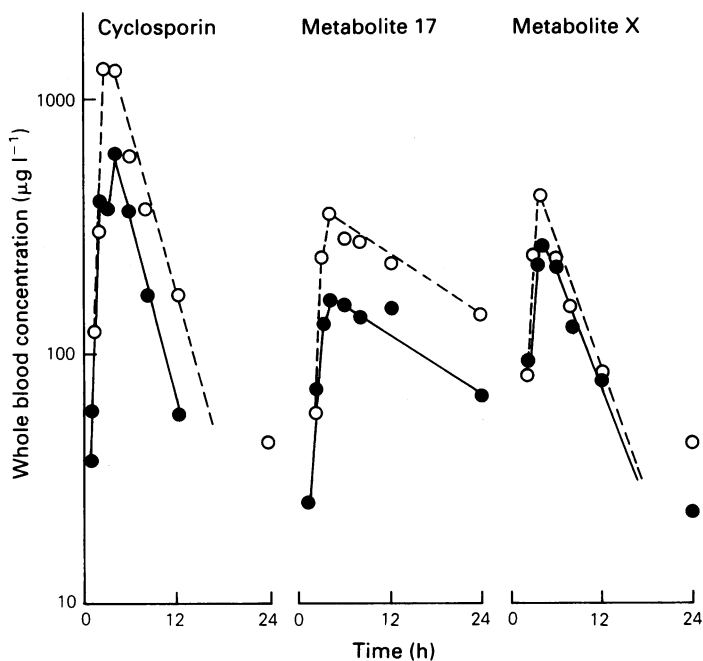 Cyclosporin Metabolite 17 Metabolite X
1000
100
10
Whole blood concentration (μg l⁻¹)
0 12 24 0 12 24 0 12 24
Time (h)